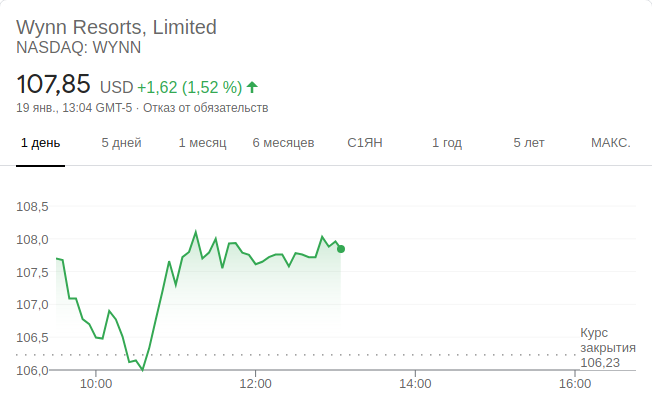 Wynn Resorts, Limited
NASDAQ: WYNN
107,85 USD +1,62 (1,52 %)
19 янв., 13:04 GMT-5 · Отказ от обязательств
1 день 5 дней 1 месяц 6 месяцев С1ЯН 1 год 5 лет МАКС.
108,5
108,0
107,5
107,0
106,5
106,0
Курс
закрытия
106,23
10:00 12:00 14:00 16:00